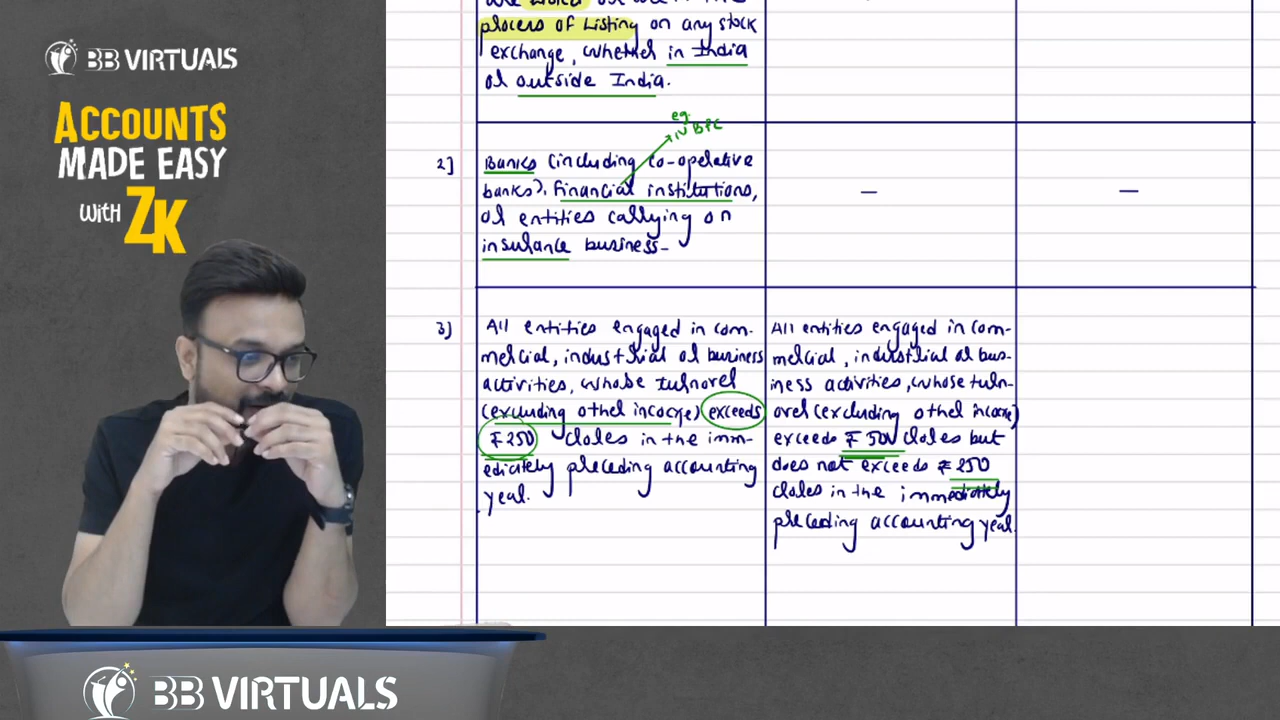 BB VIRTUALS
ACCOUNTS
MADE EASY
with ZK
process of Listing on any stock
exchange, whether in India
or outside India.
eg.
NBFC
2] Banks (including co-operative
banks), financial institutions,
or entities carrying on
insurance business-
—
—
3] All entities engaged in com-
mercial, industrial or business
activities, whose turnover
(excluding other income) exceeds
₹250 crores in the imm-
ediately preceding accounting
year.
All entities engaged in com-
mercial, industrial or bus-
iness activities, whose turn-
over (excluding other income)
exceeds ₹ 50 crores but
does not exceeds ₹ 250
crores in the immediately
preceding accounting year.
BB VIRTUALS